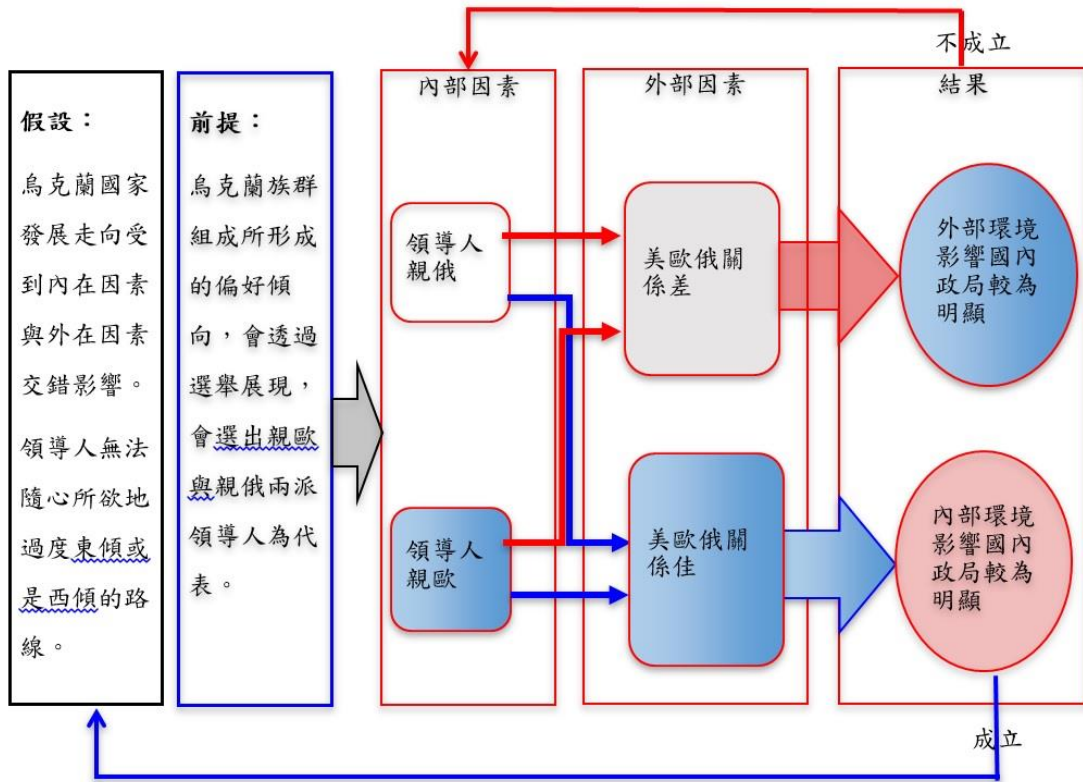 不成立
假設：
烏克蘭國家
發展走向受
到內在因素
與外在因素
交錯影響。
領導人無法
隨心所欲地
過度東傾或
是西傾的路
線。
前提：
烏克蘭族群
組成所形成
的偏好傾
向，會透過
選舉展現，
會選出親歐
與親俄兩派
領導人為代
表。
內部因素
領導人
親俄
領導人
親歐
外部因素
美歐俄關
係差
美歐俄關
係佳
結果
外部環境
影響國內
政局較為
明顯
內部環境
影響國內
政局較為
明顯
成立